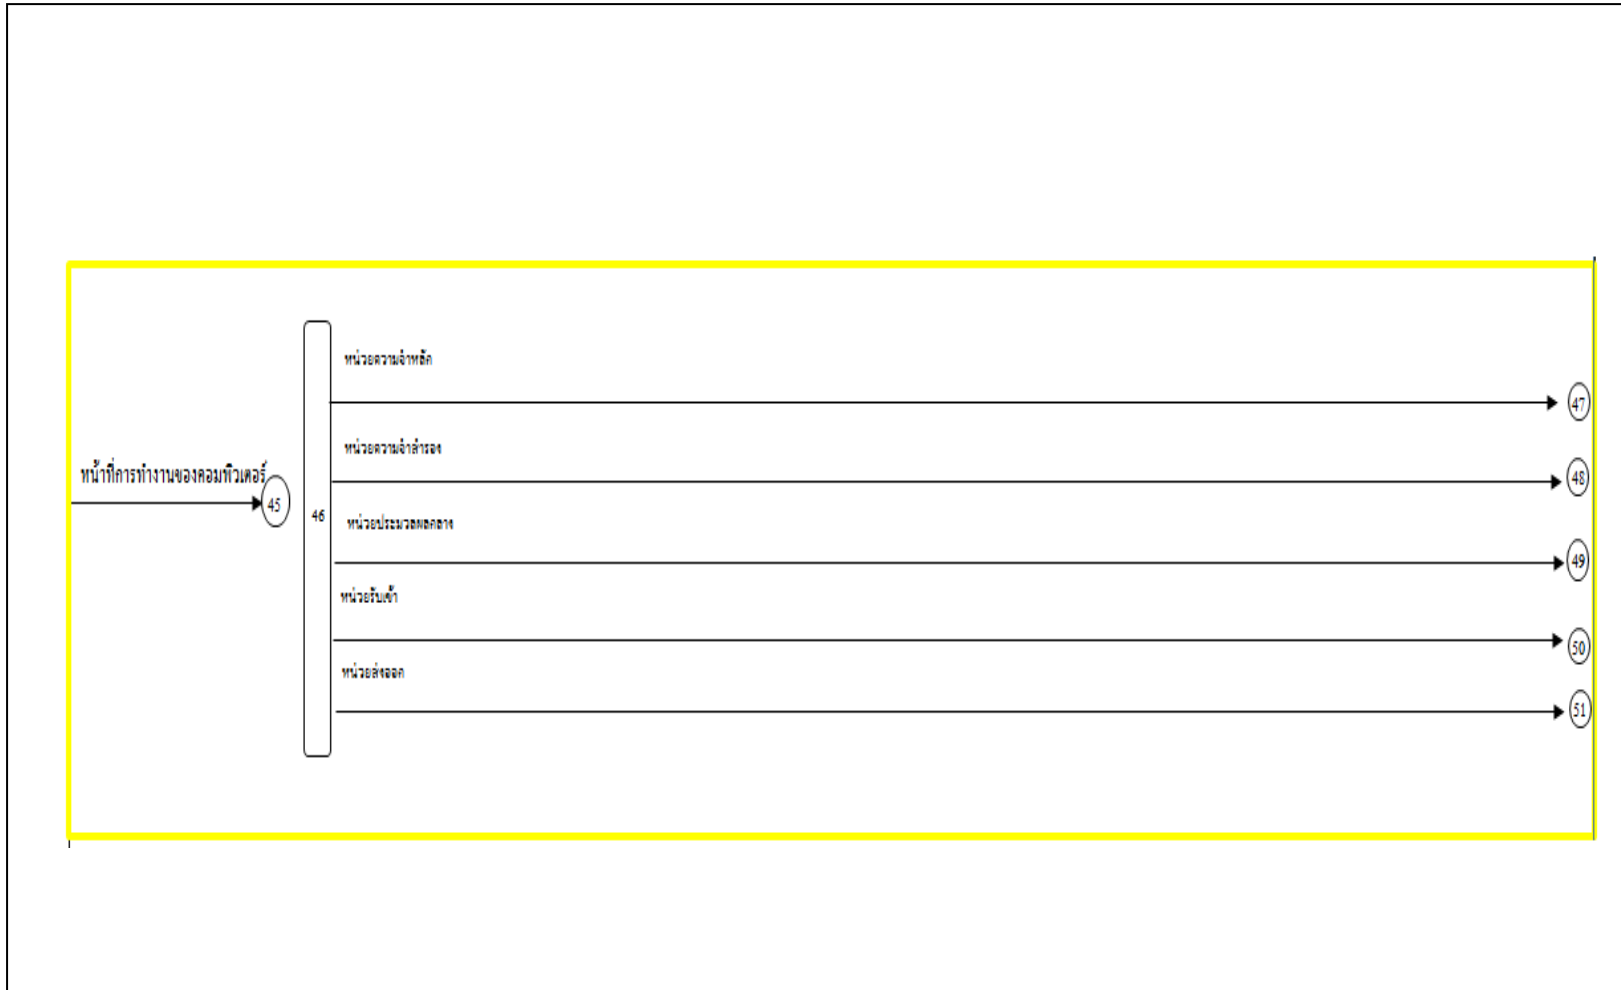 หน่วยความจำหลัก
47
หน่วยความจำสำรอง
48
หน้าที่การทำงานของคอมพิวเตอร์
45
46
หน่วยประมวลผลกลาง
49
หน่วยรับเข้า
50
หน่วยส่งออก
51